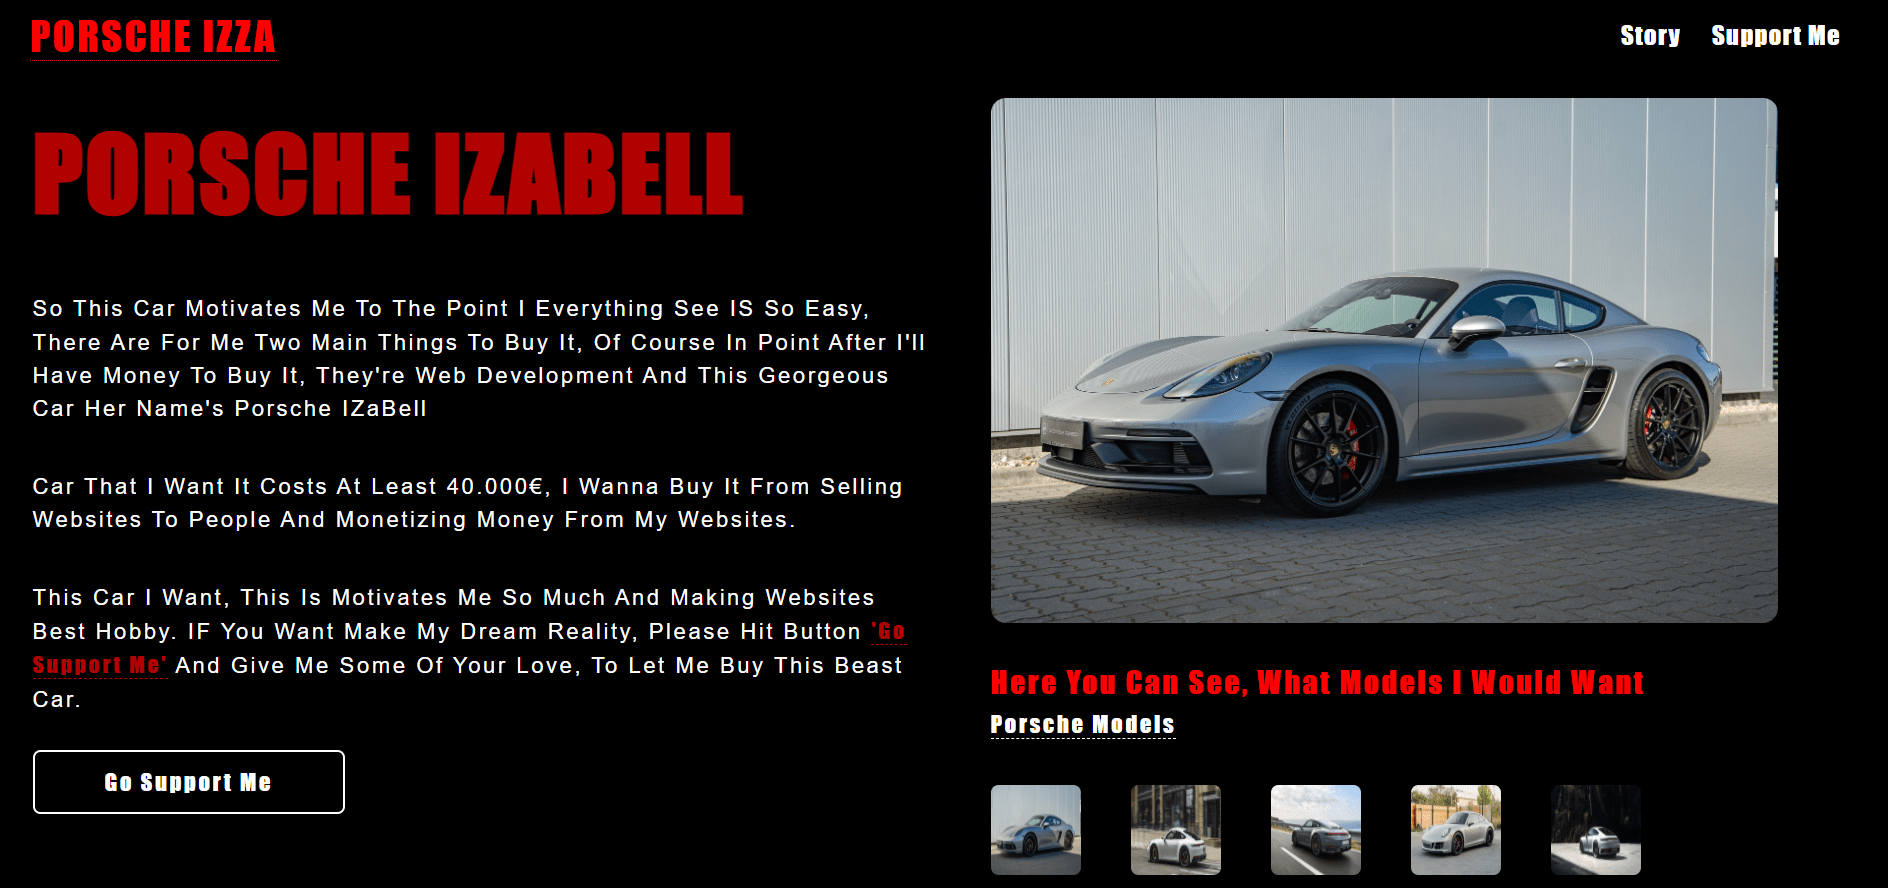 PORSCHE IZZA
Story
Support Me
PORSCHE IZABELL
So This Car Motivates Me To The Point I Everything See IS So Easy,
There Are For Me Two Main Things To Buy It, Of Course In Point After I'll
Have Money To Buy It, They're Web Development And This Georgeous
Car Her Name's Porsche IZaBell
Car That I Want It Costs At Least 40.000€, I Wanna Buy It From Selling
Websites To People And Monetizing Money From My Websites.
This Car I Want, This Is Motivates Me So Much And Making Websites
Best Hobby. IF You Want Make My Dream Reality, Please Hit Button 'Go
Support Me' And Give Me Some Of Your Love, To Let Me Buy This Beast
Car.
Go Support Me
Here You Can See, What Models I Would Want
Porsche Models